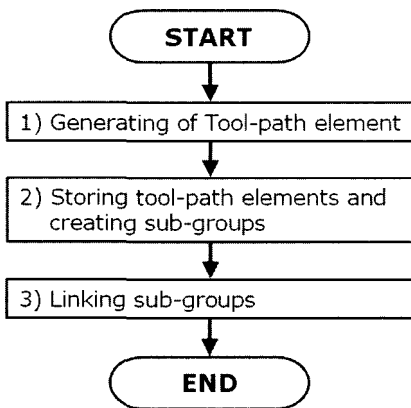 START
1) Generating of Tool-path element
2) Storing tool-path elements and
creating sub-groups
3) Linking sub-groups
END